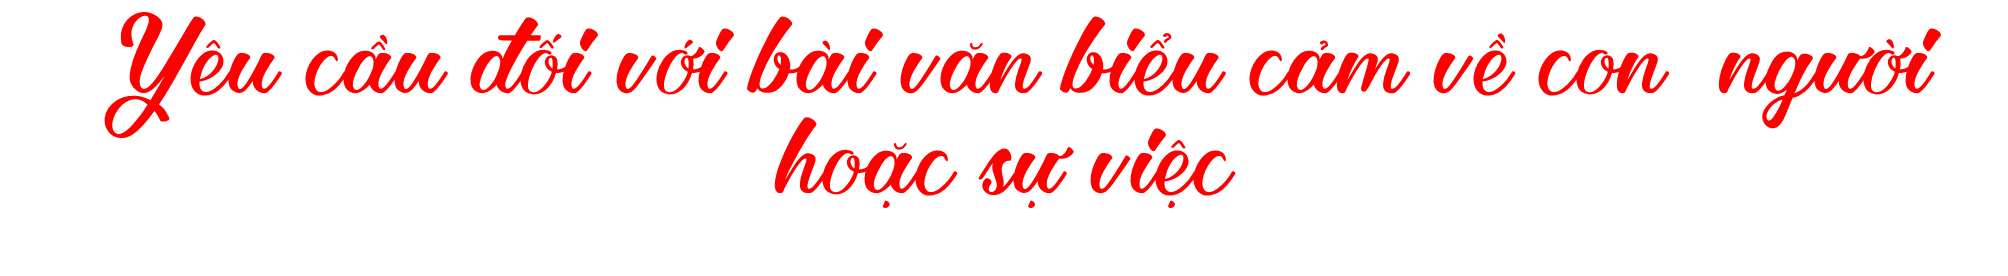 Yêu cầu đối với bài văn biểu cảm về con người
hoặc sự việc